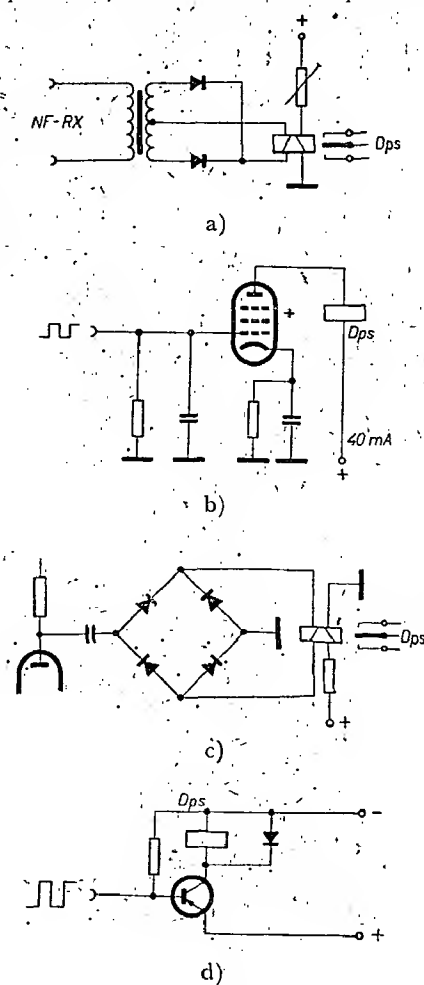 +
NF-RX
Dps
a)
+
Dps
40 mA
+
b)
Dps
+
c)
Dps
-
+
d)